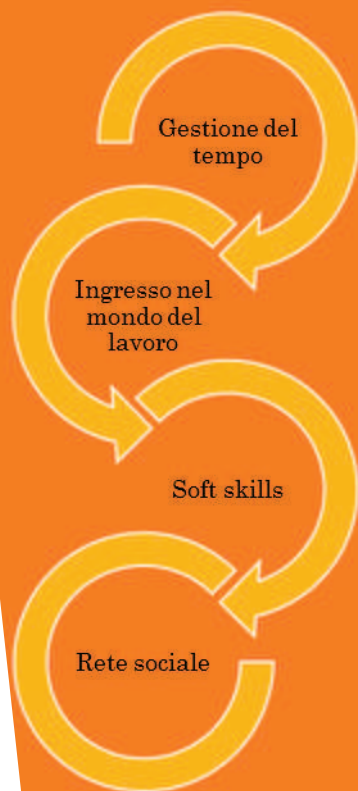 Gestione del
tempo
Ingresso nel
mondo del
lavoro
Soft skills
Rete sociale